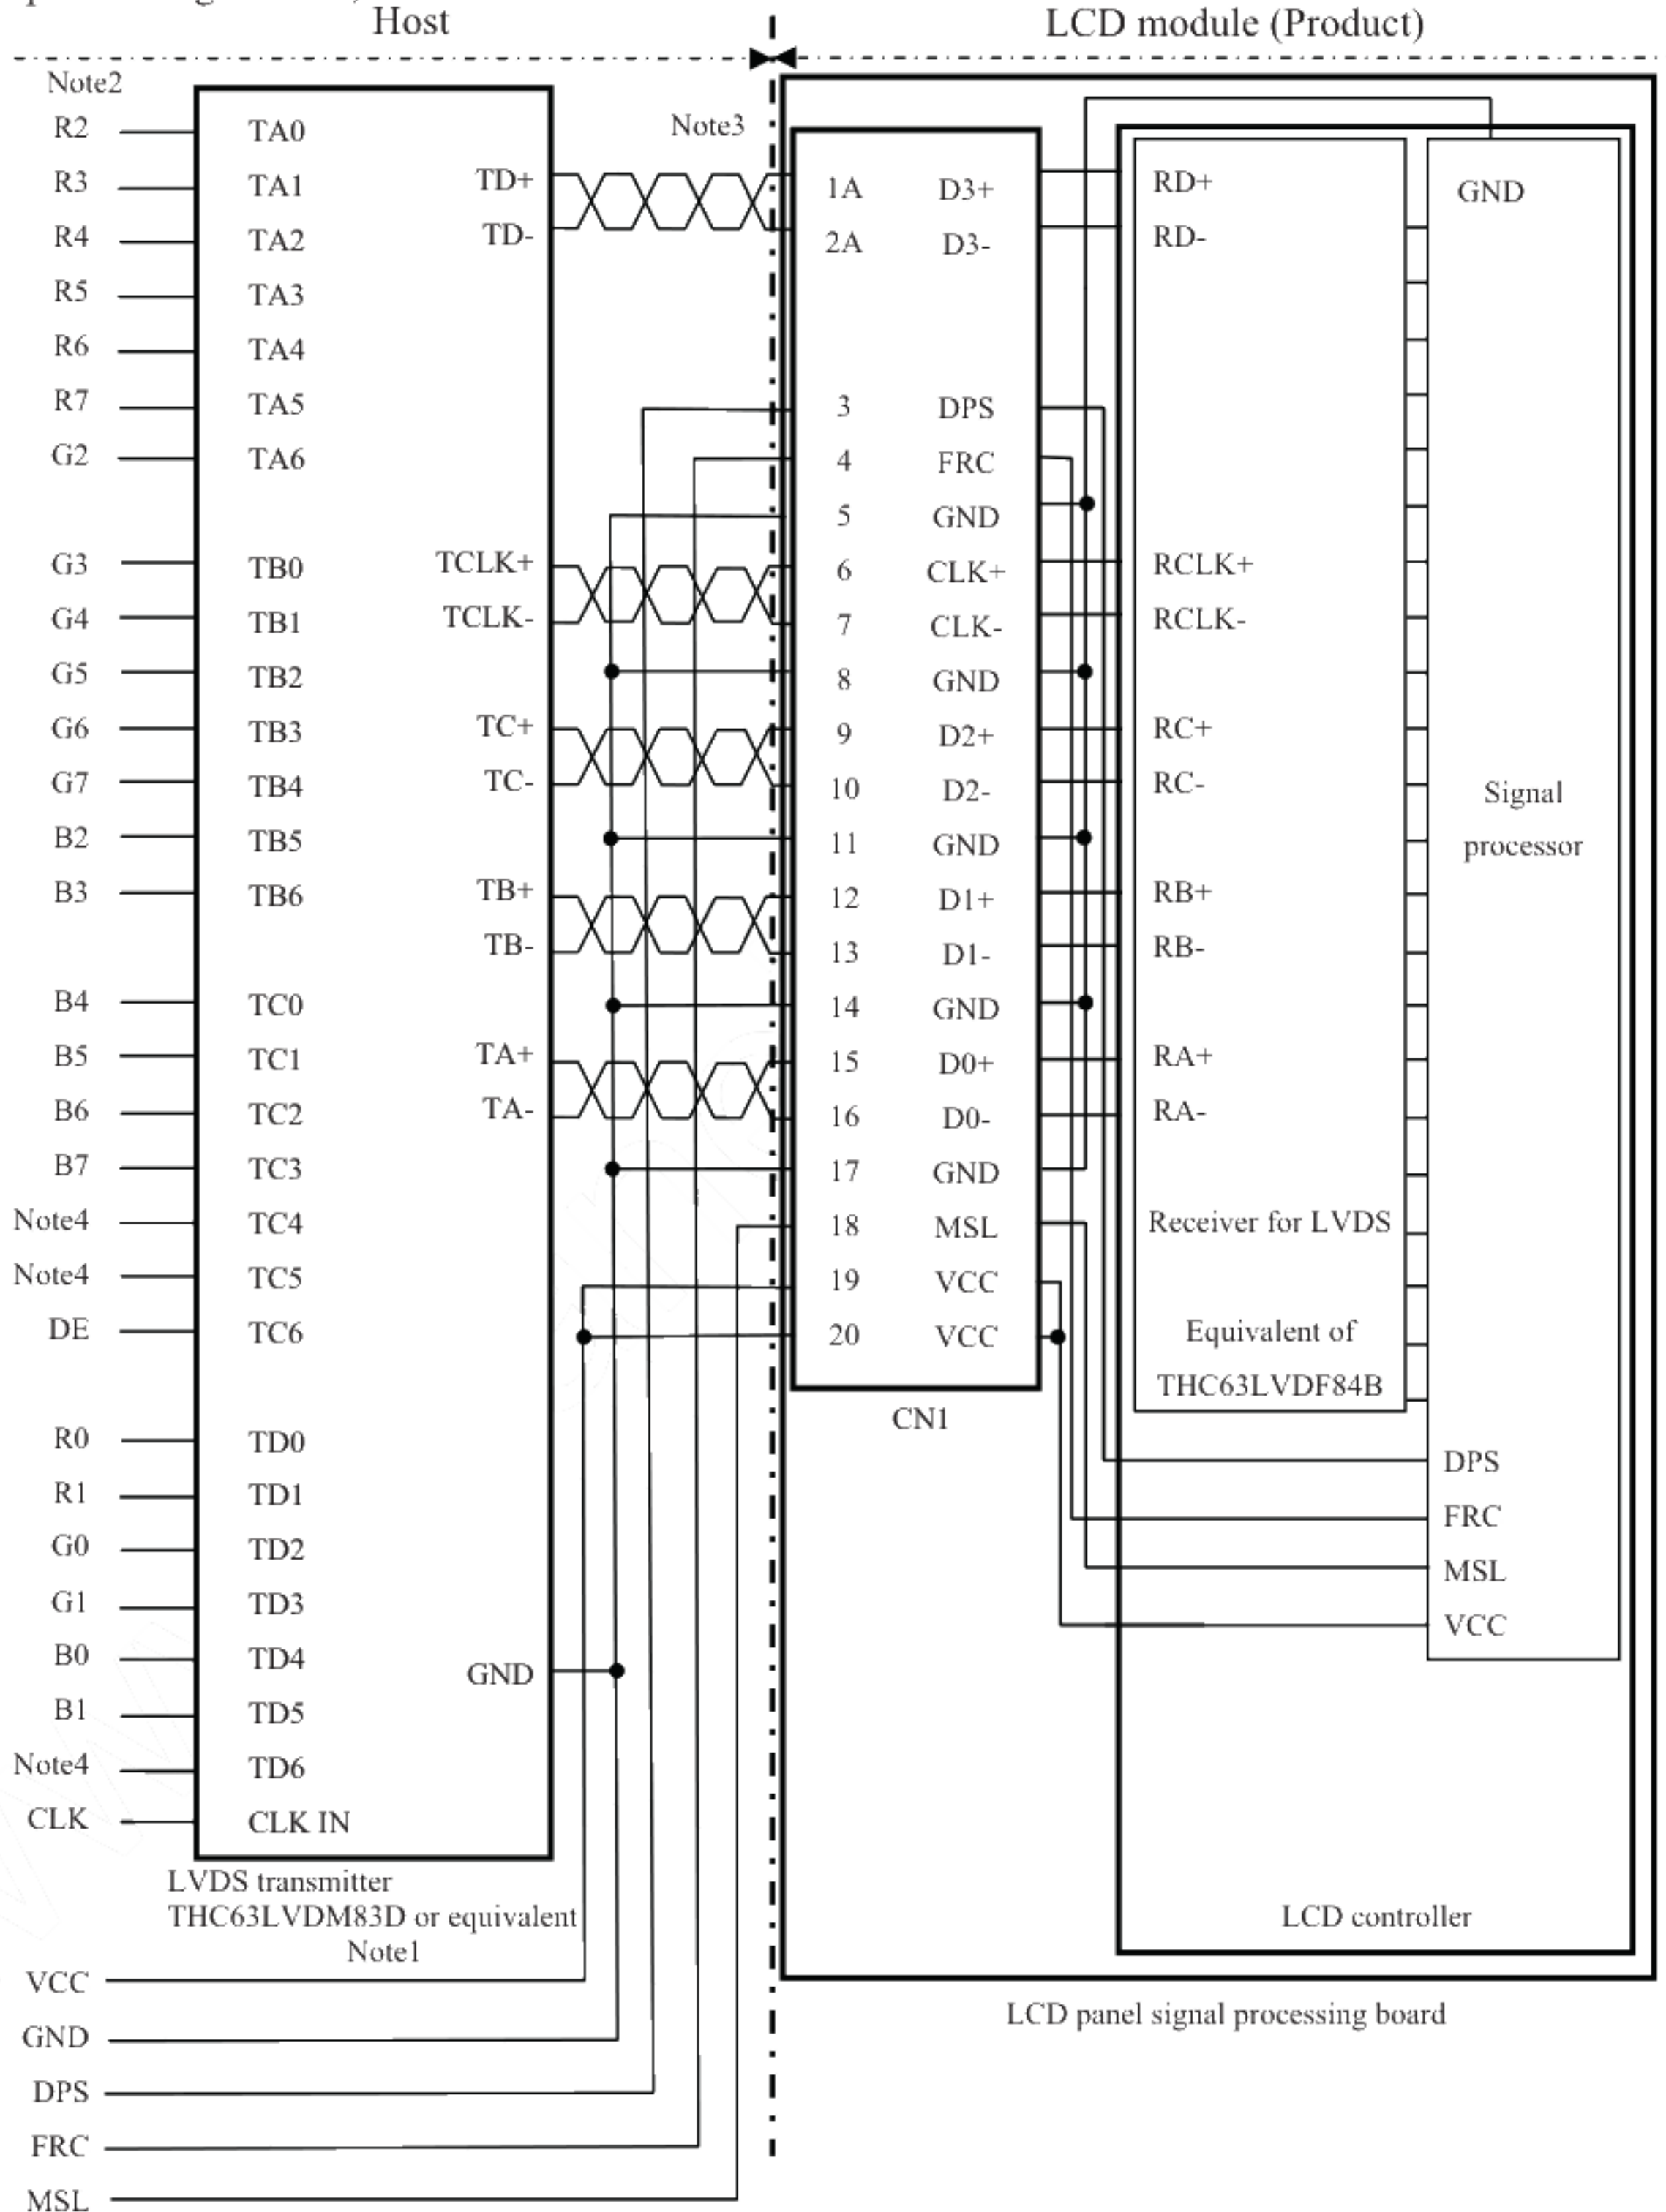 Host
LCD module (Product)
Note2
R2 TA0
Note3
R3 TA1 TD+ 1A D3+ RD+ GND
R4 TA2 TD- 2A D3- RD-
R5 TA3
R6 TA4
R7 TA5 3 DPS
G2 TA6 4 FRC
5 GND
G3 TB0 TCLK+ 6 CLK+ RCLK+
G4 TB1 TCLK- 7 CLK- RCLK-
G5 TB2 8 GND
G6 TB3 TC+ 9 D2+ RC+
G7 TB4 TC- 10 D2- RC- Signal
B2 TB5 11 GND processor
B3 TB6 TB+ 12 D1+ RB+
TB- 13 D1- RB-
B4 TC0 14 GND
B5 TC1 TA+ 15 D0+ RA+
B6 TC2 TA- 16 D0- RA-
B7 TC3 17 GND
Note4 TC4 18 MSL Receiver for LVDS
Note4 TC5 19 VCC
DE TC6 20 VCC Equivalent of
THC63LVDF84B
CN1
R0 TD0 DPS
R1 TD1 FRC
G0 TD2 MSL
G1 TD3 VCC
B0 TD4 GND
B1 TD5
Note4 TD6
CLK CLK IN
LVDS transmitter
THC63LVDM83D or equivalent
Note1
LCD controller
VCC
LCD panel signal processing board
GND
DPS
FRC
MSL